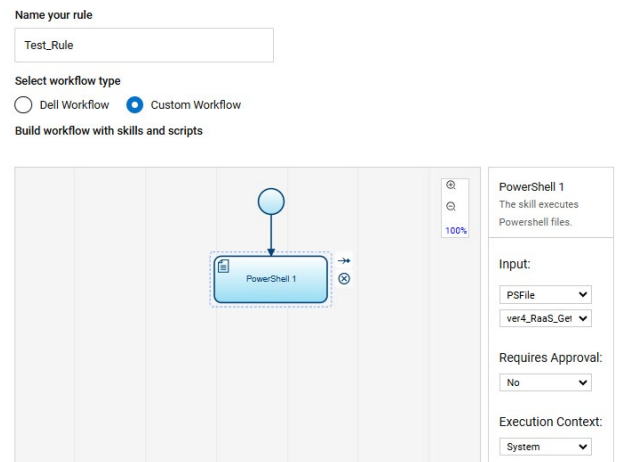 Name your rule
Test_Rule
Select workflow type
Dell Workflow
Custom Workflow
Build workflow with skills and scripts
100%
PowerShell 1
PowerShell 1
The skill executes
Powershell files.
Input:
PSFile
ver4_RaaS_Get
Requires Approval:
No
Execution Context:
System